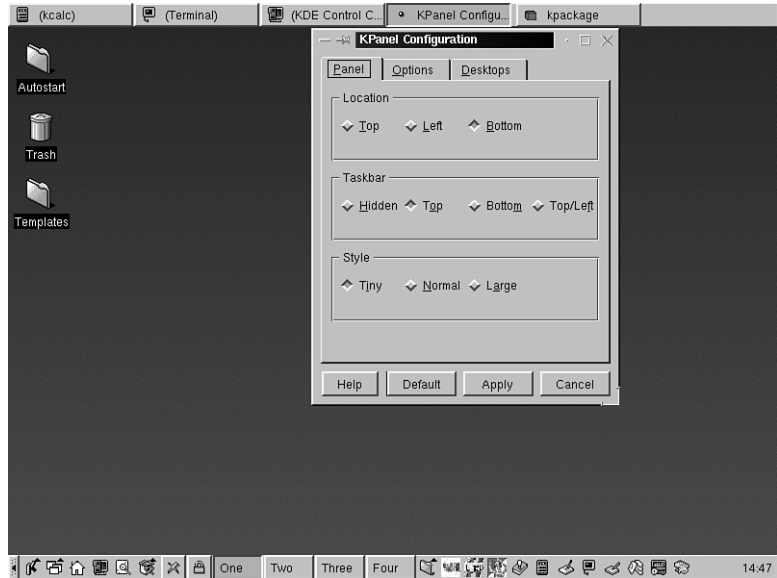 (kcalc) (Terminal) (KDE Control C... KPanel Configu... kpackage
KPanel Configuration
Panel Options Desktops
Autostart
Location
Top Left Bottom
Trash
Taskbar
Hidden Top Bottom Top/Left
Templates
Style
Tiny Normal Large
Help Default Apply Cancel
One Two Three Four 14:47